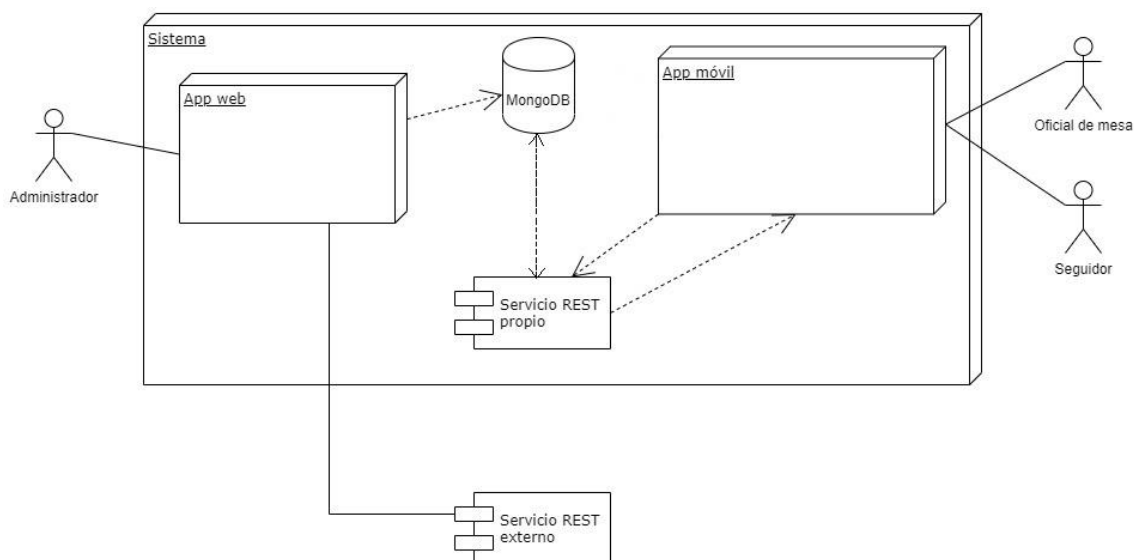 Sistema
App web
MongoDB
App móvil
Administrador
Oficial de mesa
Seguidor
Servicio REST
propio
Servicio REST
externo